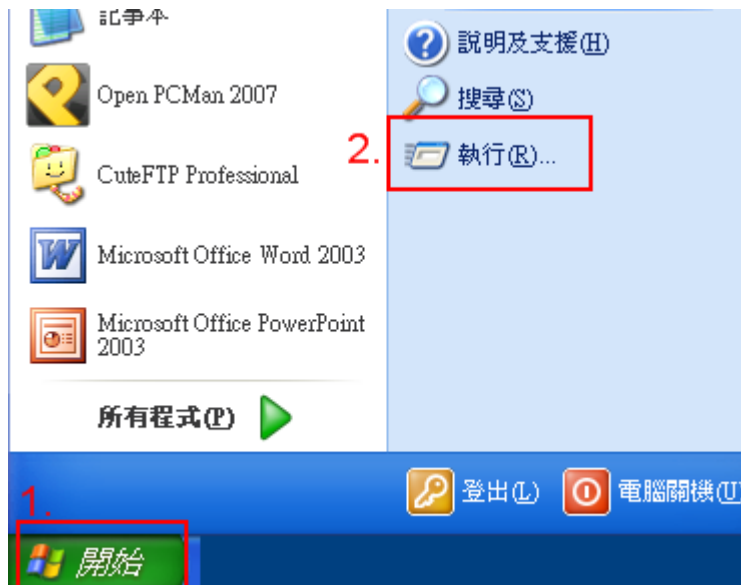 記事本
Open PCMan 2007
CuteFTP Professional
Microsoft Office Word 2003
Microsoft Office PowerPoint
2003
所有程式(P)
說明及支援(H)
搜尋(S)
2.
執行(R)...
登出(L)
電腦關機(U)
1.
開始